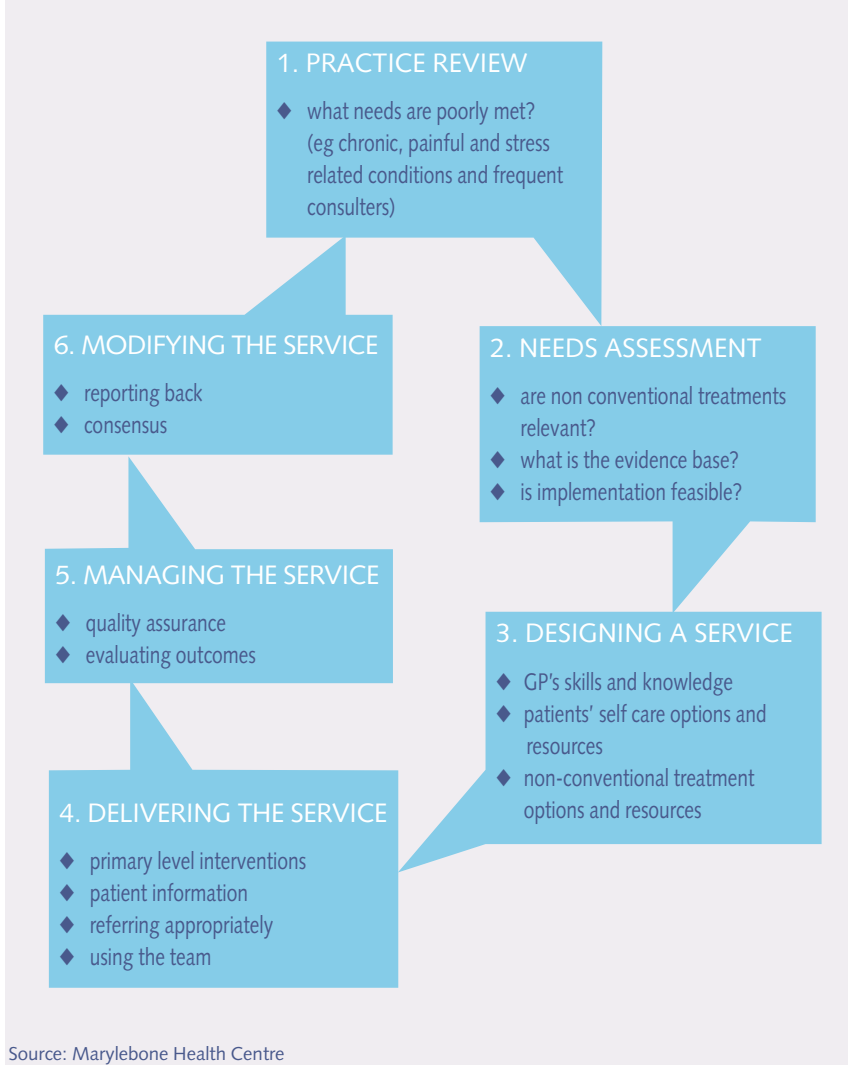 1. PRACTICE REVIEW
♦ what needs are poorly met?
(eg chronic, painful and stress
related conditions and frequent
consulters)
2. NEEDS ASSESSMENT
♦ are non conventional treatments
relevant?
♦ what is the evidence base?
♦ is implementation feasible?
3. DESIGNING A SERVICE
♦ GP's skills and knowledge
♦ patients' self care options and
resources
♦ non-conventional treatment
options and resources
4. DELIVERING THE SERVICE
♦ primary level interventions
♦ patient information
♦ referring appropriately
♦ using the team
5. MANAGING THE SERVICE
♦ quality assurance
♦ evaluating outcomes
6. MODIFYING THE SERVICE
♦ reporting back
♦ consensus
Source: Marylebone Health Centre